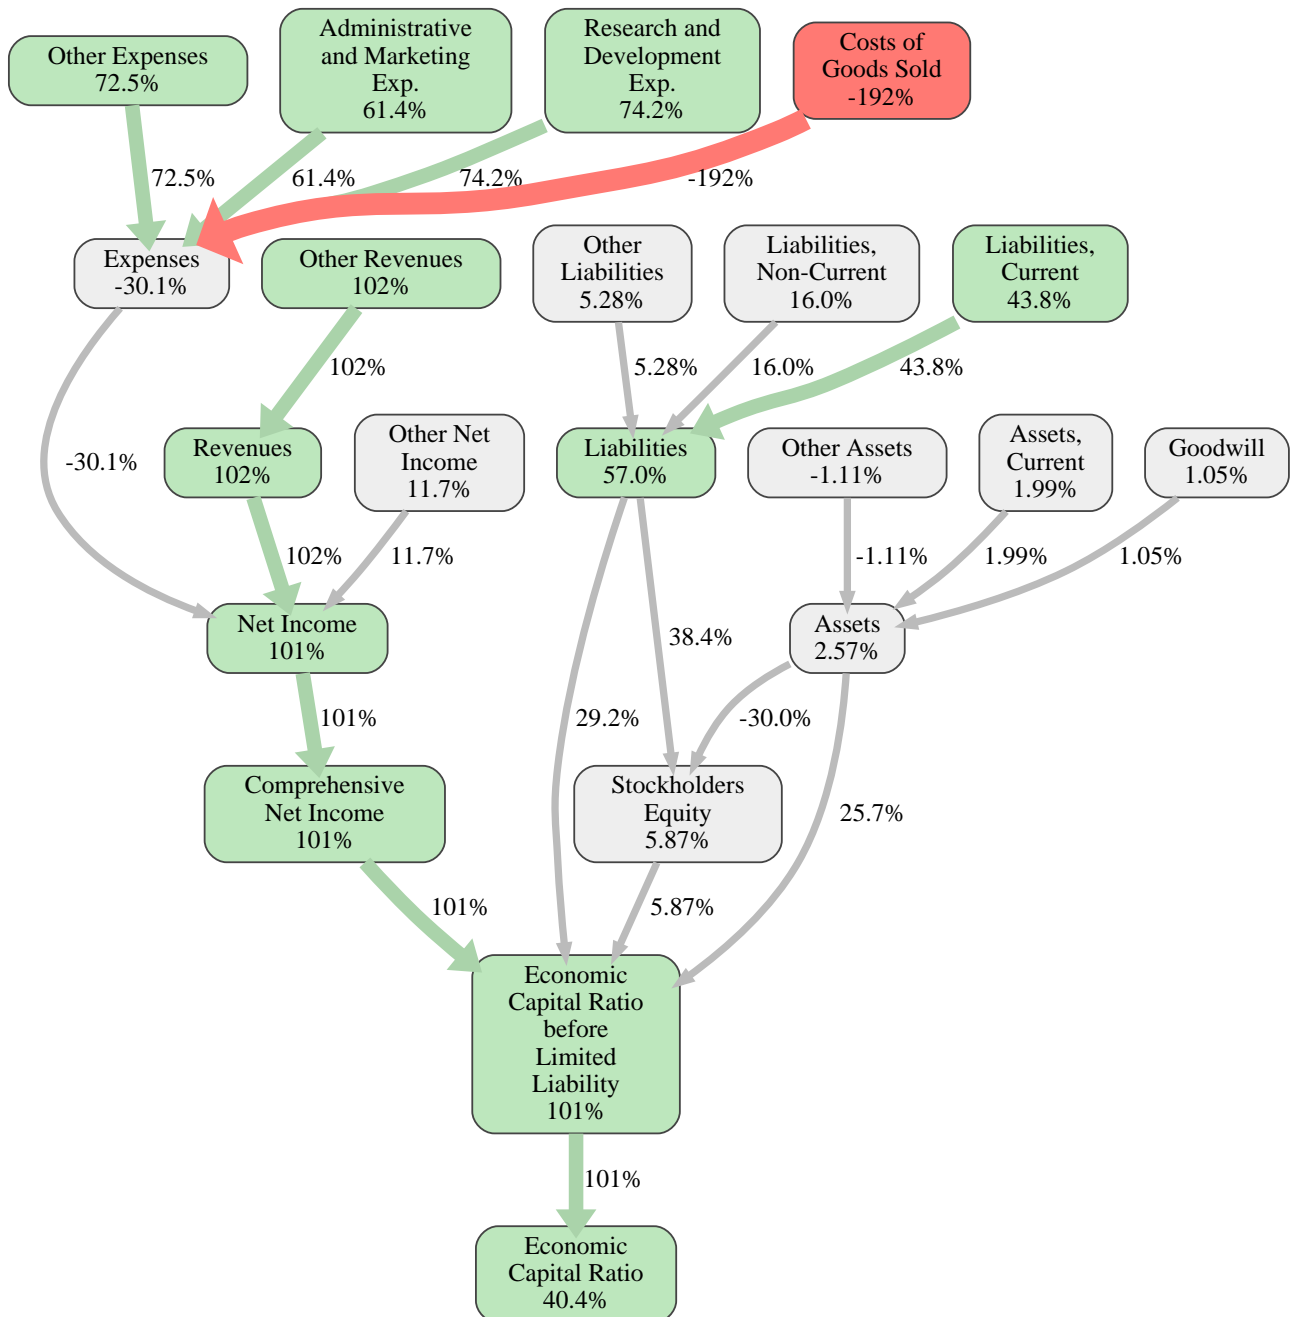 Other Expenses
72.5%
Administrative
and Marketing
Exp.
61.4%
Research and
Development
Exp.
74.2%
Costs of
Goods Sold
-192%
72.5%
61.4%
74.2%
-192%
Expenses
-30.1%
Other Revenues
102%
Other
Liabilities
5.28%
Liabilities,
Non-Current
16.0%
Liabilities,
Current
43.8%
102%
5.28%
16.0%
43.8%
-30.1%
Revenues
102%
Other Net
Income
11.7%
Liabilities
57.0%
Other Assets
-1.11%
Assets,
Current
1.99%
Goodwill
1.05%
102%
11.7%
-1.11%
1.99%
1.05%
Net Income
101%
38.4%
Assets
2.57%
101%
29.2%
-30.0%
Comprehensive
Net Income
101%
Stockholders
Equity
5.87%
25.7%
101%
5.87%
Economic
Capital Ratio
before
Limited
Liability
101%
101%
Economic
Capital Ratio
40.4%